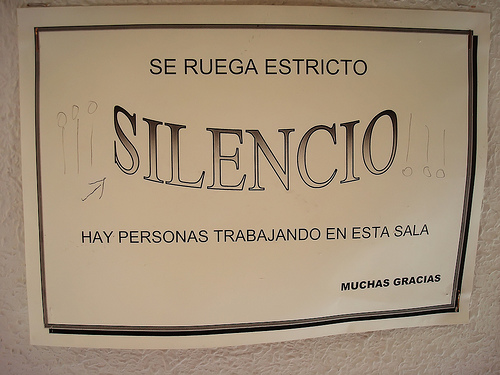 SE RUEGA ESTRICTO
¡¡¡SILENCIO!!!
HAY PERSONAS TRABAJANDO EN ESTA SALA
MUCHAS GRACIAS